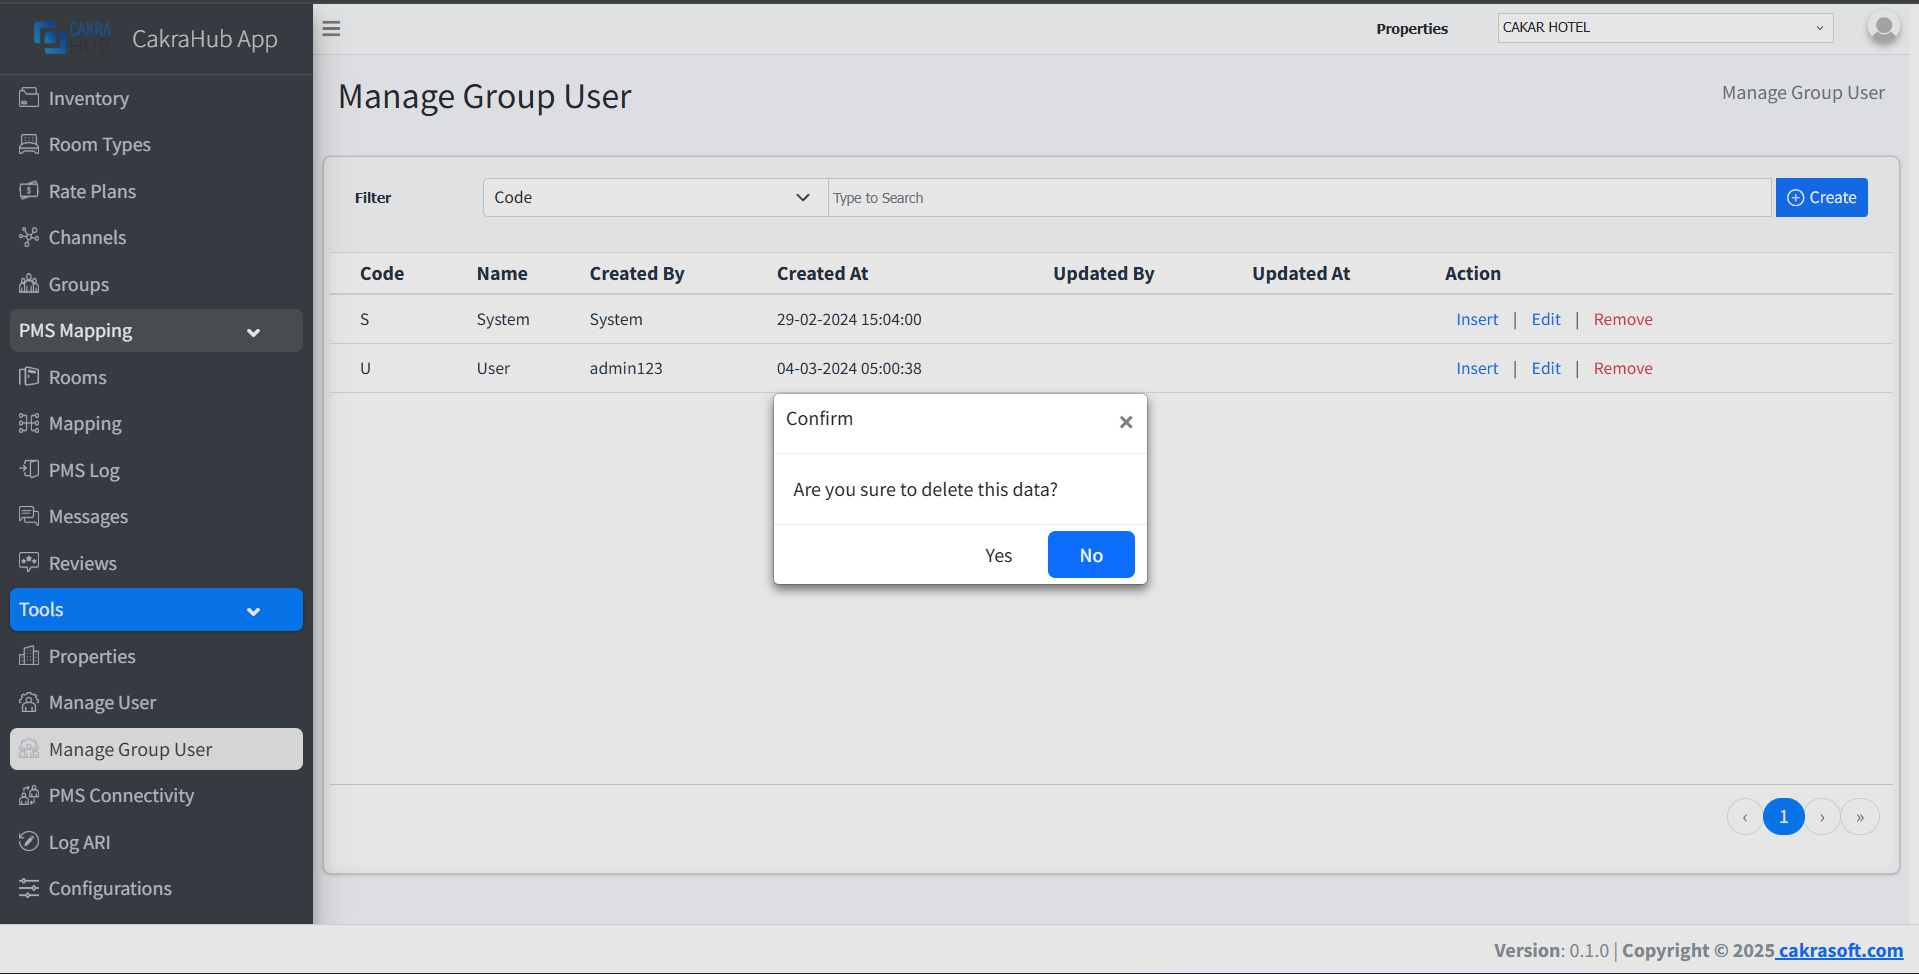 CAKRA
HUB
CakraHub App
Properties
CAKAR HOTEL
Inventory
Room Types
Rate Plans
Channels
Groups
PMS Mapping
Rooms
Mapping
PMS Log
Messages
Reviews
Tools
Properties
Manage User
Manage Group User
PMS Connectivity
Log ARI
Configurations
Manage Group User
Manage Group User
Filter Code Type to Search Create
Code Name Created By Created At Updated By Updated At Action
S System System 29-02-2024 15:04:00 Insert | Edit | Remove
U User admin123 04-03-2024 05:00:38 Insert | Edit | Remove
Confirm ×
Are you sure to delete this data?
Yes No
‹ 1 › »
Version: 0.1.0 | Copyright © 2025 cakrasoft.com